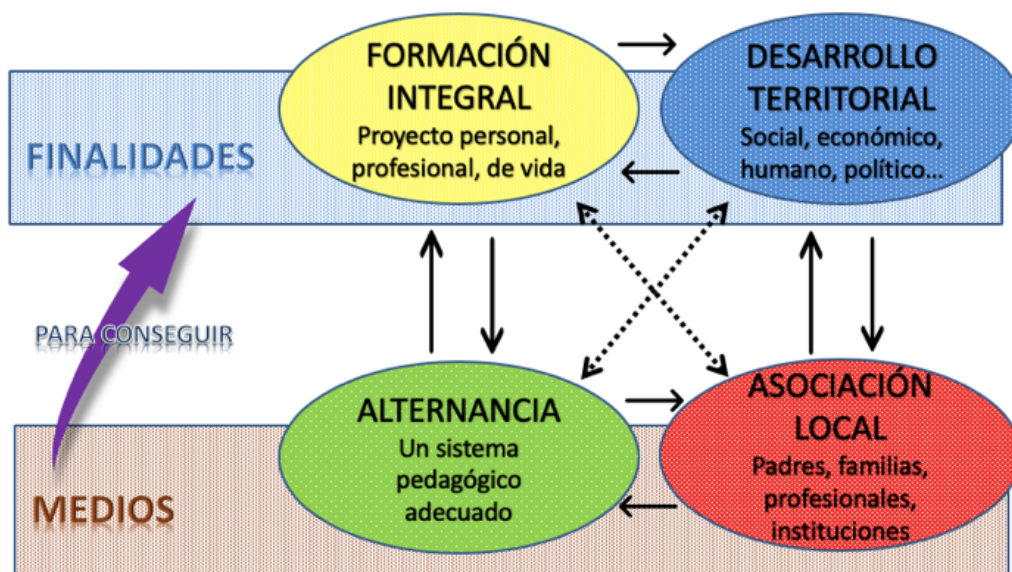 FORMACIÓN
INTEGRAL
Proyecto personal,
profesional, de vida
DESARROLLO
TERRITORIAL
Social, económico,
humano, político...
FINALIDADES
PARA CONSEGUIR
ALTERNANCIA
Un sistema
pedagógico
adecuado
ASOCIACIÓN
LOCAL
Padres, familias,
profesionales,
instituciones
MEDIOS